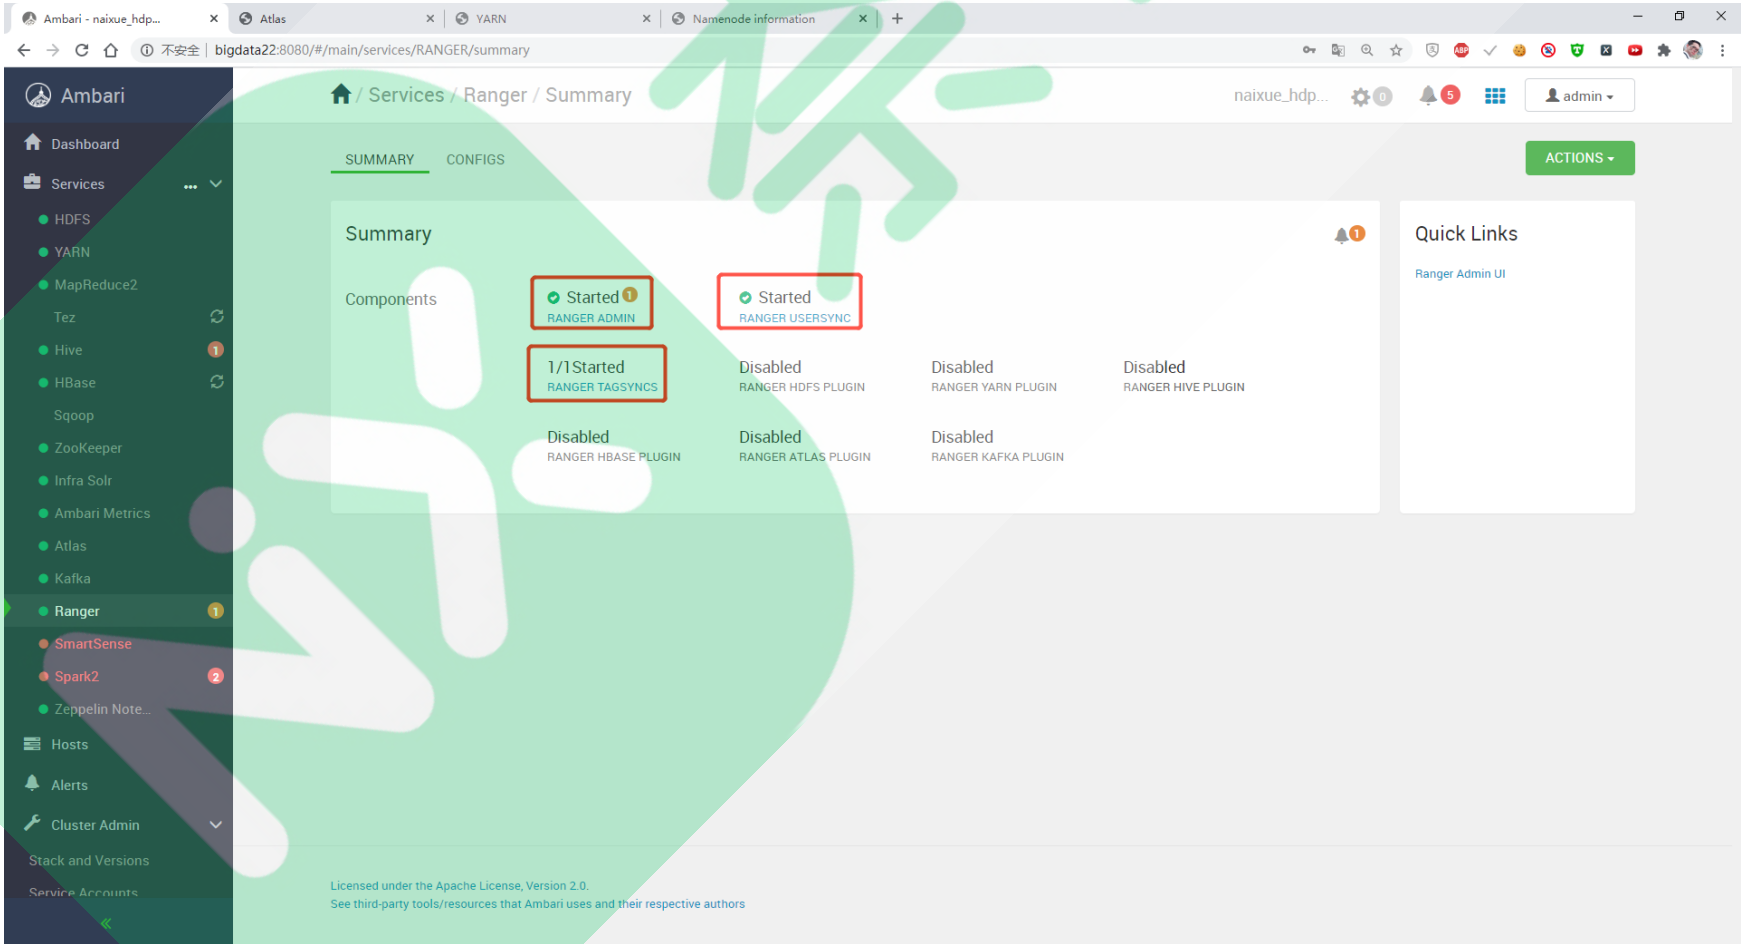 Ambari - naixue_hdp...
Atlas
YARN
Namenode information
不安全 | bigdata22:8080/#/main/services/RANGER/summary
ABP
Ambari
/ Services / Ranger / Summary
naixue_hdp...
0
5
admin
Dashboard
Services
HDFS
YARN
MapReduce2
Tez
Hive
1
HBase
Sqoop
ZooKeeper
Infra Solr
Ambari Metrics
Atlas
Kafka
Ranger
1
SmartSense
Spark2
2
Zeppelin Note...
Hosts
Alerts
Cluster Admin
Stack and Versions
Service Accounts
SUMMARY
CONFIGS
ACTIONS
Summary
1
Components
Started 1
RANGER ADMIN
Started
RANGER USERSYNC
1/1Started
RANGER TAGSYNCS
Disabled
RANGER HDFS PLUGIN
Disabled
RANGER YARN PLUGIN
Disabled
RANGER HIVE PLUGIN
Disabled
RANGER HBASE PLUGIN
Disabled
RANGER ATLAS PLUGIN
Disabled
RANGER KAFKA PLUGIN
Quick Links
Ranger Admin UI
Licensed under the Apache License, Version 2.0.
See third-party tools/resources that Ambari uses and their respective authors